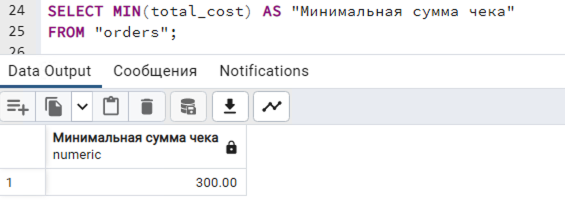 24 SELECT MIN(total_cost) AS "Минимальная сумма чека"
25 FROM "orders";
26
Data Output Сообщения Notifications
Минимальная сумма чека
numeric
1 300.00